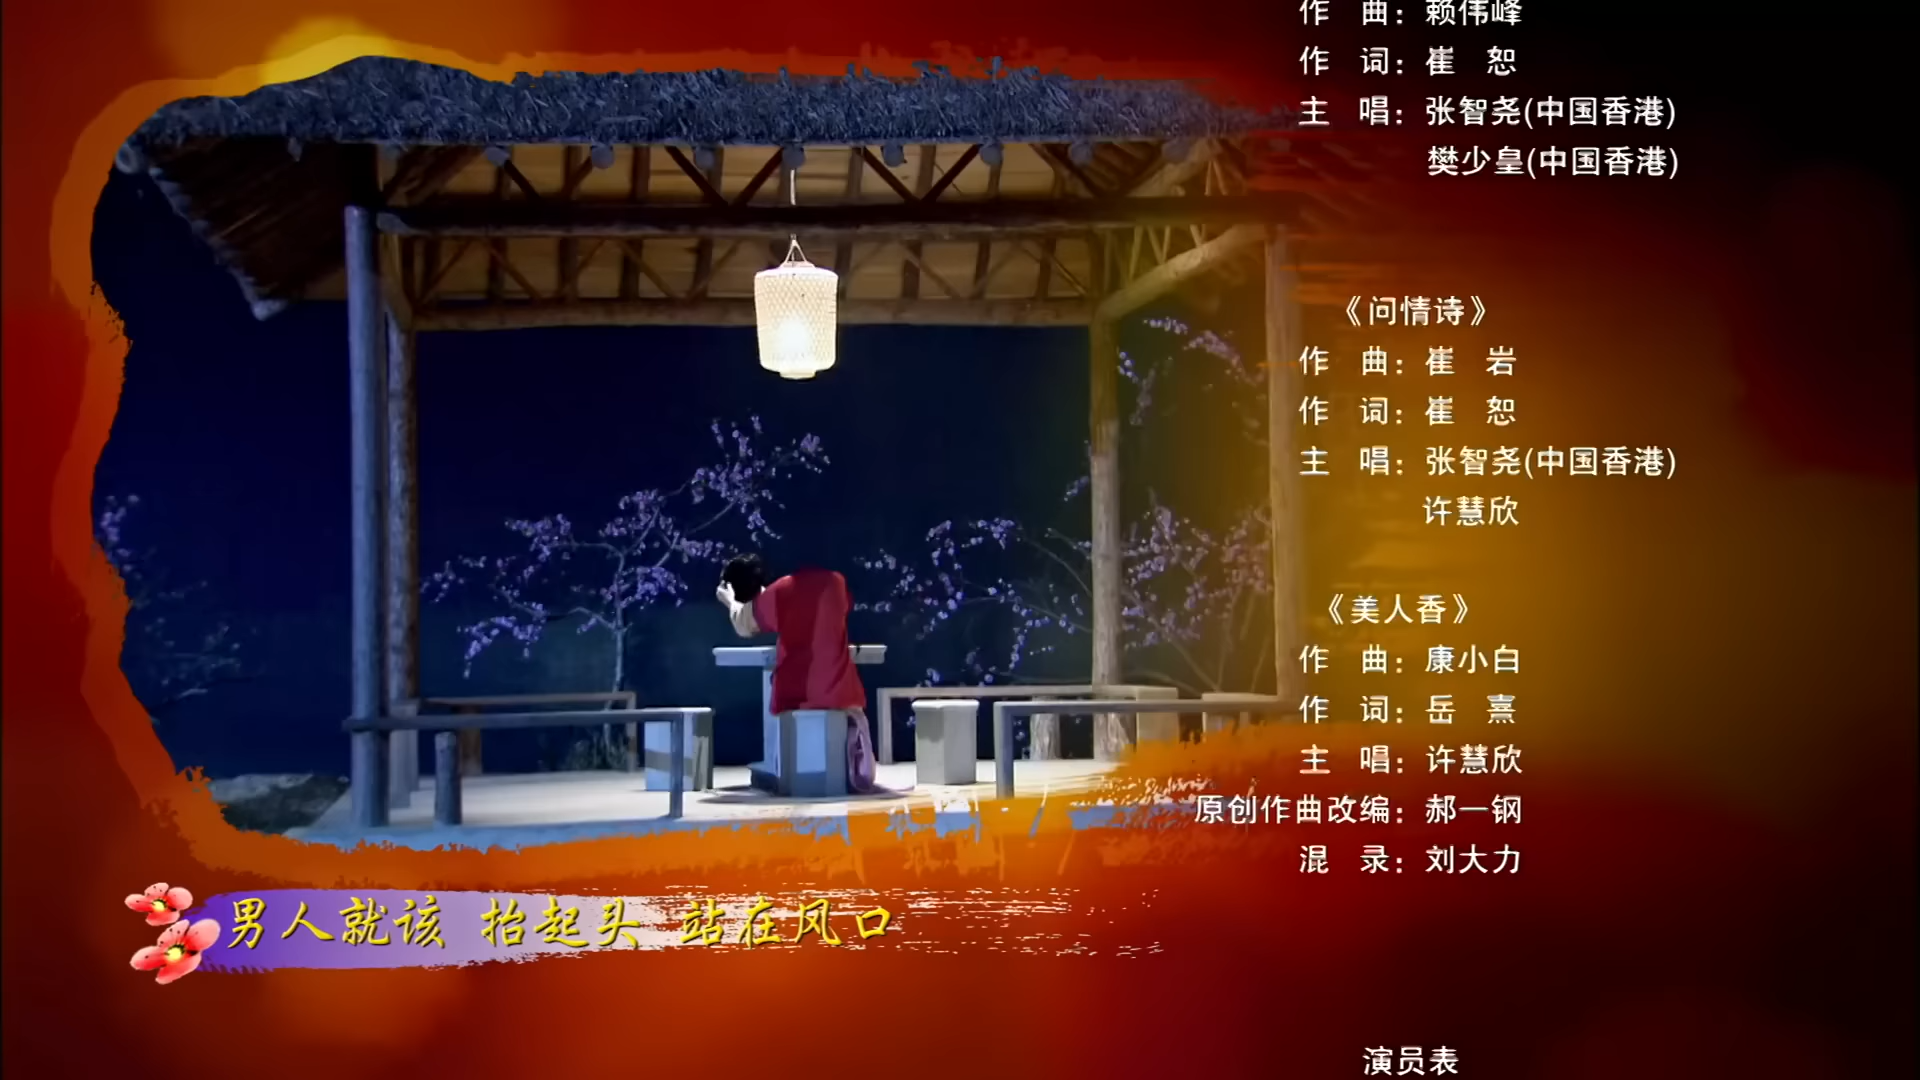 作 曲：赖伟峰
作 词：崔 恕
主 唱：张智尧(中国香港)
樊少皇(中国香港)
《问情诗》
作 曲：崔 岩
作 词：崔 恕
主 唱：张智尧(中国香港)
许慧欣
《美人香》
作 曲：康小白
作 词：岳 熹
主 唱：许慧欣
原创作曲改编：郝一钢
混 录：刘大力
男人就该 抬起头 站在风口
演员表